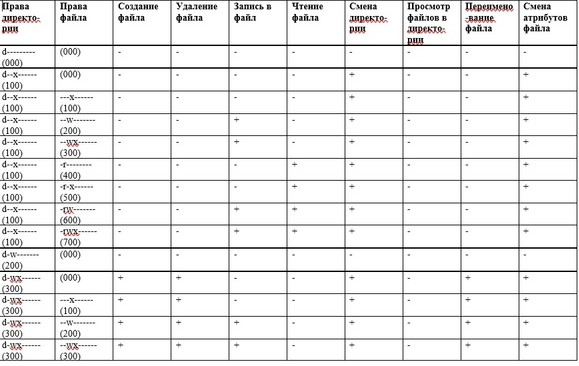 Права Права Создание Удаление Запись в Чтение Смена Просмотр Переимено Смена
директо- файла файла файла файл файла директо- файлов в -вание атрибутов
рии рии директо- файла файла
рии
d--------- (000) - - - - - - - -
(000)
d--x------ (000) - - - - + - - +
(100)
d--x------ ---x------ - - - - + - - +
(100) (100)
d--x------ --w------- - - + - + - - +
(100) (200)
d--x------ --wx------ - - + - + - - +
(100) (300)
d--x------ -r-------- - - - + + - - +
(100) (400)
d--x------ -r-x------ - - - + + - - +
(100) (500)
d--x------ -rw------- - - + + + - - +
(100) (600)
d--x------ -rwx------ - - + + + - - +
(100) (700)
d-w------- (000) - - - - - - - -
(200)
d-wx------ (000) + + - - + - + +
(300)
d-wx------ ---x------ + + - - + - + +
(300) (100)
d-wx------ --w------- + + + - + - + +
(300) (200)
d-wx------ --wx------ + + + - + - + +
(300) (300)